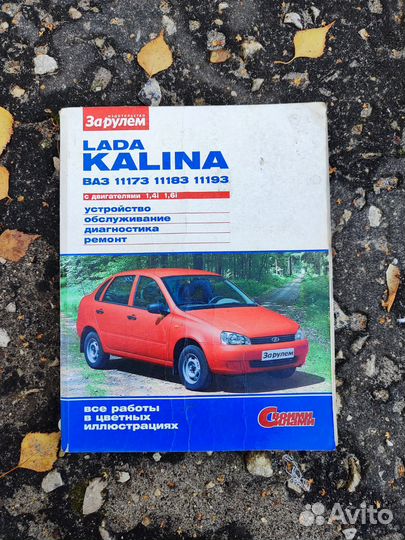 издательство
За рулем
LADA
KALINA
ВАЗ 11173 11183 11193
с двигателями 1,4i 1,6i
устройство
обслуживание
диагностика
ремонт
За рулем
все работы
в цветных
иллюстрациях
Своими
силами
Avito